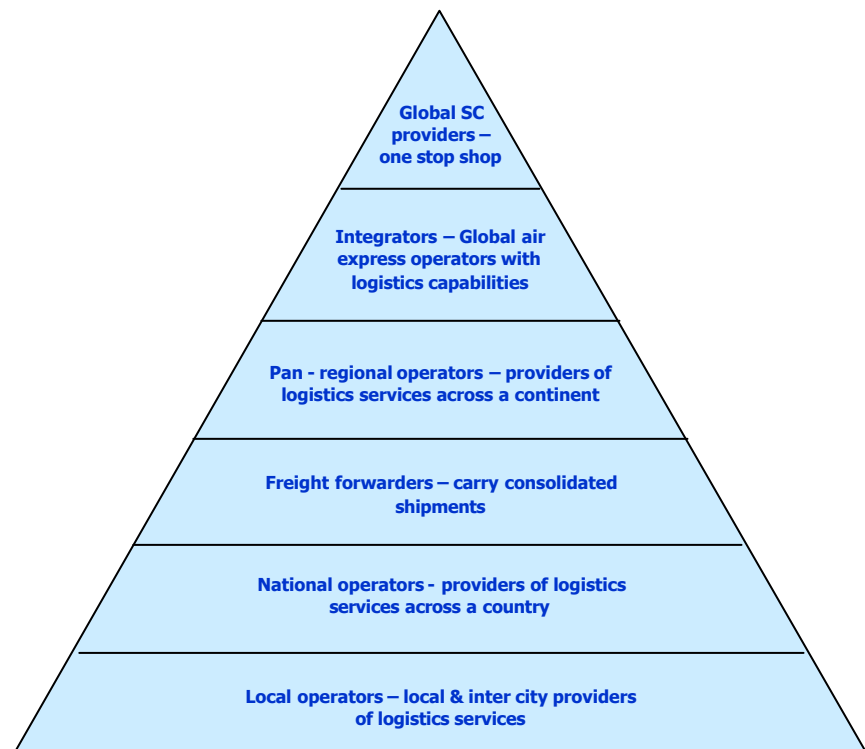 Global SC
providers –
one stop shop
Integrators – Global air
express operators with
logistics capabilities
Pan - regional operators – providers of
logistics services across a continent
Freight forwarders – carry consolidated
shipments
National operators - providers of logistics
services across a country
Local operators – local & inter city providers
of logistics services